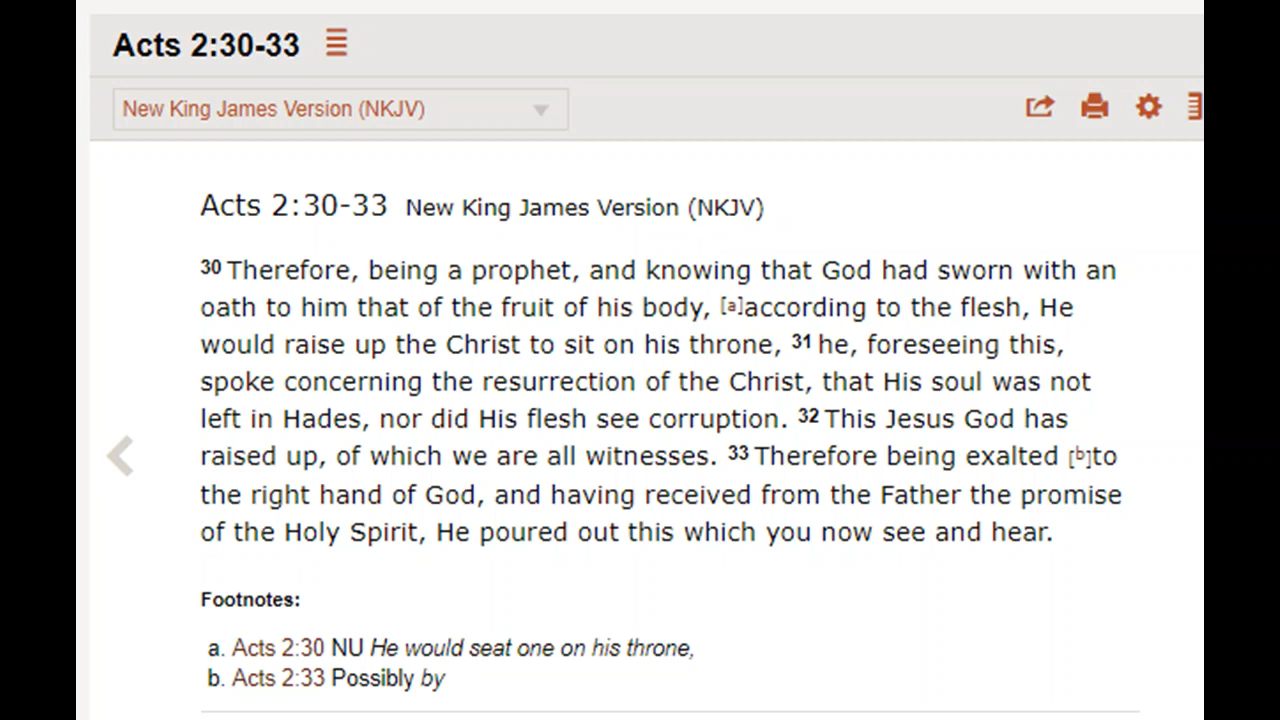 Acts 2:30-33
New King James Version (NKJV)
Acts 2:30-33 New King James Version (NKJV)
30 Therefore, being a prophet, and knowing that God had sworn with an
oath to him that of the fruit of his body, [a]according to the flesh, He
would raise up the Christ to sit on his throne, 31 he, foreseeing this,
spoke concerning the resurrection of the Christ, that His soul was not
left in Hades, nor did His flesh see corruption. 32 This Jesus God has
raised up, of which we are all witnesses. 33 Therefore being exalted [b]to
the right hand of God, and having received from the Father the promise
of the Holy Spirit, He poured out this which you now see and hear.
Footnotes:
a. Acts 2:30 NU He would seat one on his throne,
b. Acts 2:33 Possibly by